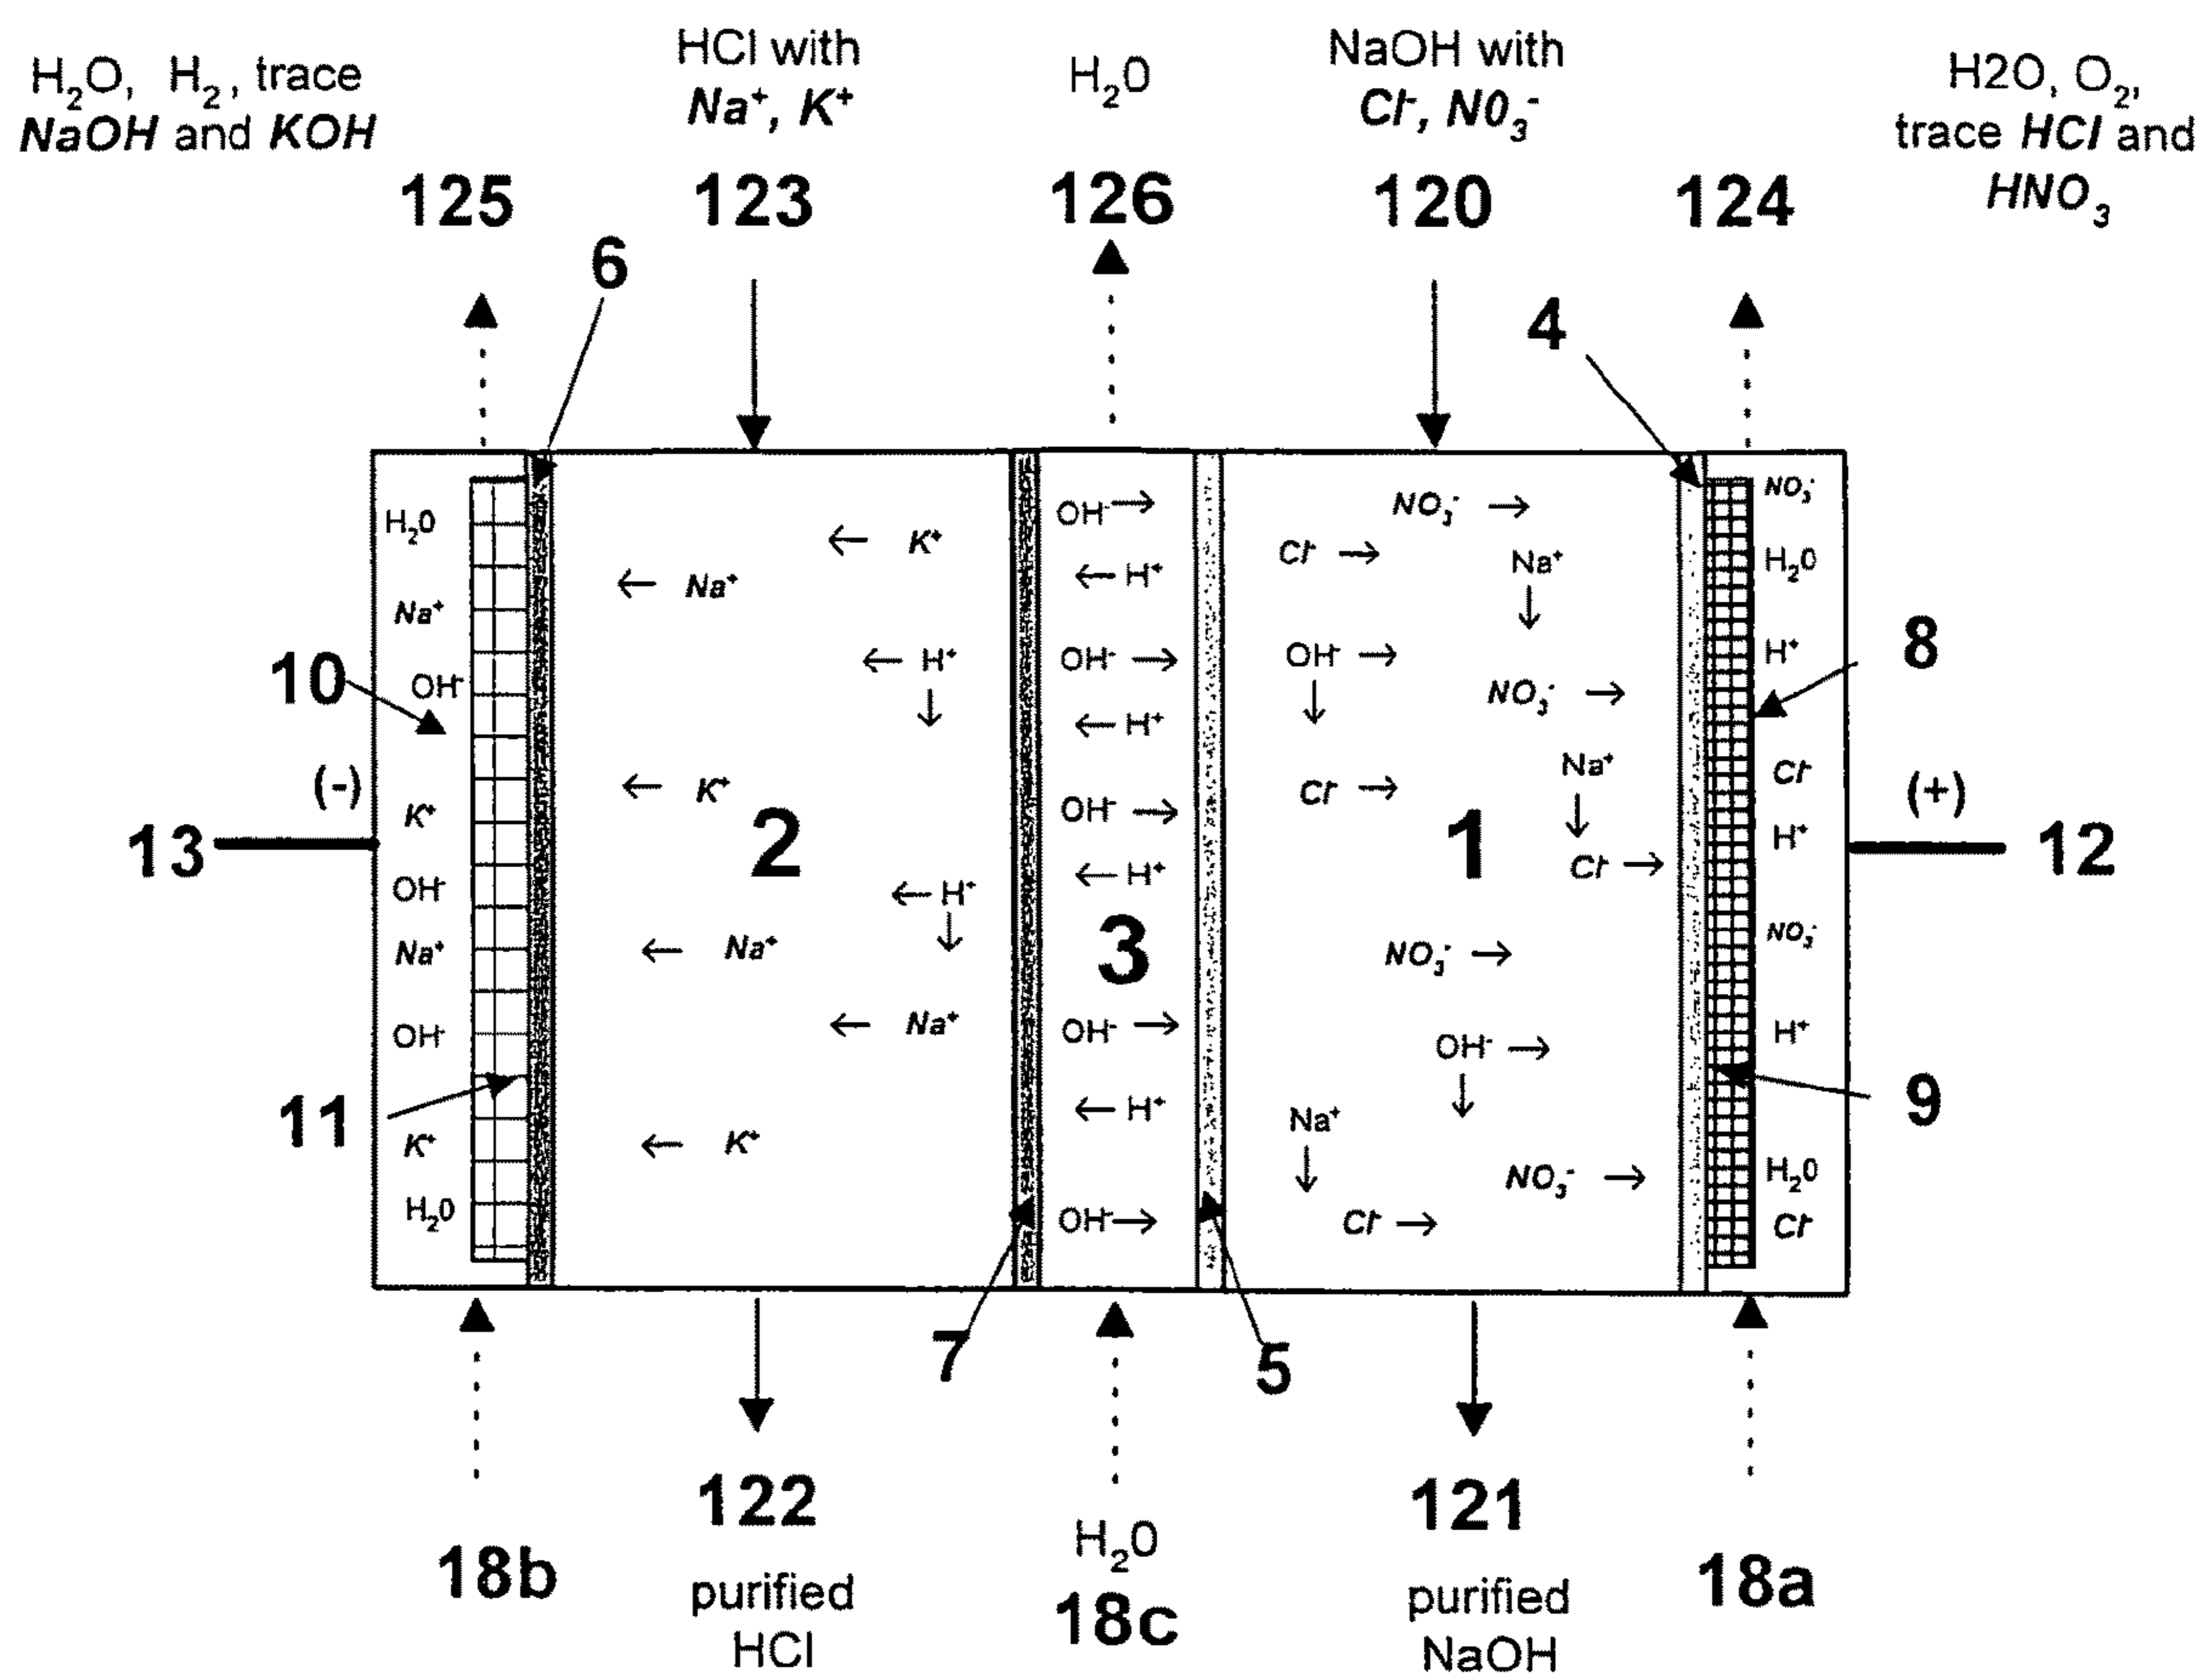 H₂O, H₂, trace
NaOH and KOH
125
HCl with
Na⁺, K⁺
123
H₂0
126
NaOH with
Cl⁻, N0₃⁻
120
H2O, O₂,
trace HCl and
HNO₃
124
6
4
H₂0
Na⁺
OH⁻
K⁺
OH⁻
Na⁺
OH⁻
K⁺
H₂0
10
(-)
13
11
← K⁺
← Na⁺
← H⁺
↓
← K⁺
2
← H⁺
↓
← Na⁺
← Na⁺
← K⁺
OH⁻ →
← H⁺
OH⁻ →
← H⁺
OH⁻ →
← H⁺
3
OH⁻ →
← H⁺
OH⁻ →
NO₃⁻ →
Cl⁻ →
Na⁺
↓
OH⁻ →
↓
NO₃⁻ →
Na⁺
↓
Cl⁻ →
1
Cl⁻ →
NO₃⁻ →
OH⁻ →
↓
Na⁺
↓
NO₃⁻ →
Cl⁻ →
NO₃⁻
H₂0
H⁺
Cl⁻
H⁺
NO₃⁻
H⁺
H₂0
Cl⁻
8
(+)
12
9
7
5
18b
122
purified
HCl
H₂0
18c
121
purified
NaOH
18a